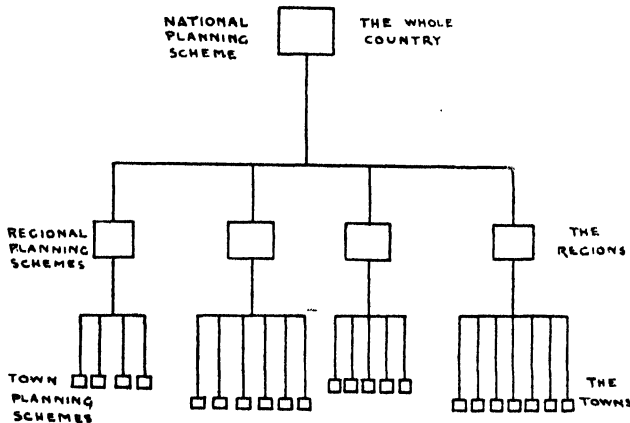 NATIONAL
PLANNING
SCHEME
THE WHOLE
COUNTRY
REGIONAL
PLANNING
SCHEMES
THE
REGIONS
TOWN
PLANNING
SCHEMES
THE
TOWNS